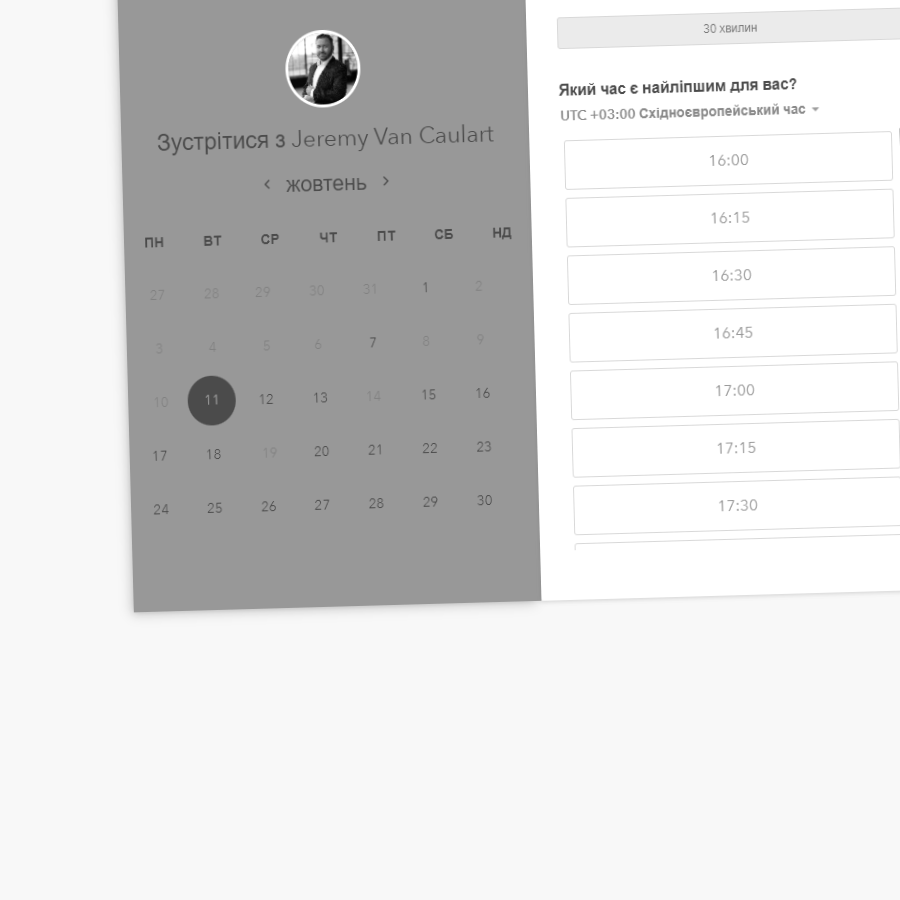 Зустрітися з Jeremy Van Caulart
‹ жовтень ›
ПН ВТ СР ЧТ ПТ СБ НД
27 28 29 30 31 1 2
3 4 5 6 7 8 9
10 11 12 13 14 15 16
17 18 19 20 21 22 23
24 25 26 27 28 29 30
30 хвилин
Який час є найліпшим для вас?
UTC +03:00 Східноєвропейський час
16:00
16:15
16:30
16:45
17:00
17:15
17:30